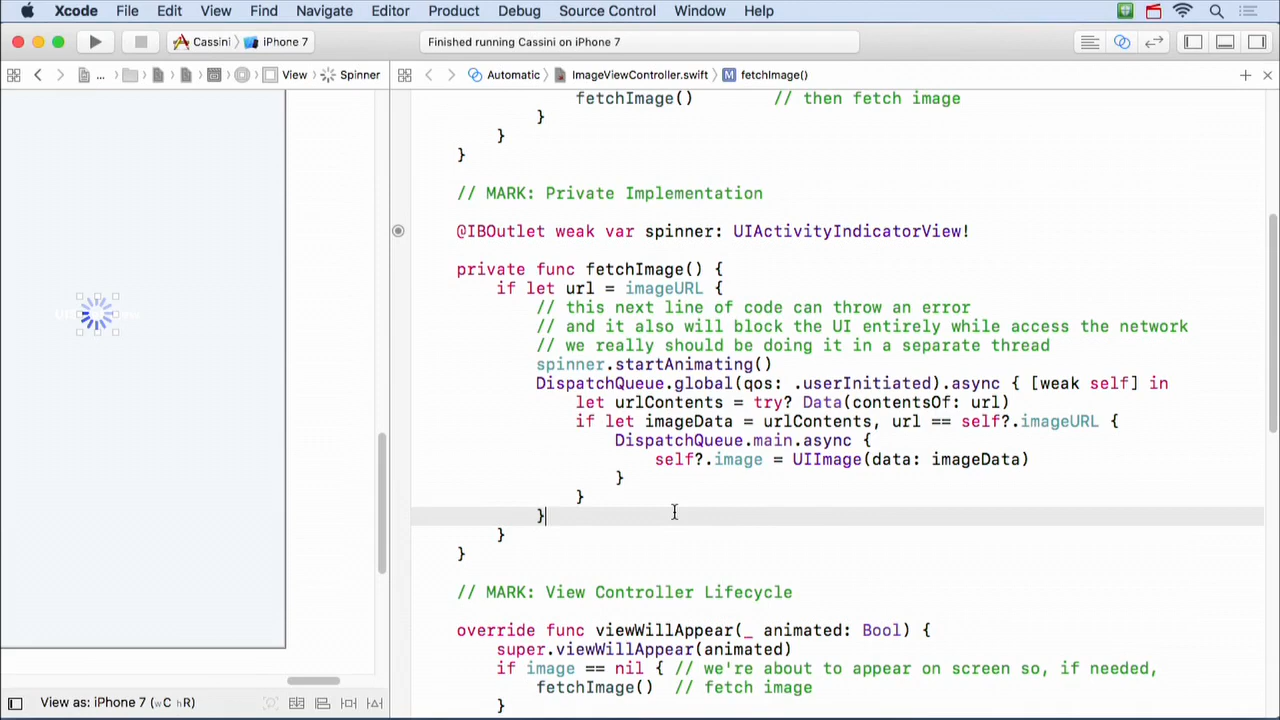 Xcode File Edit View Find Navigate Editor Product Debug Source Control Window Help
Cassini iPhone 7 Finished running Cassini on iPhone 7
... View Spinner Automatic ImageViewController.swift M fetchImage()
fetchImage() // then fetch image
}
}
}
// MARK: Private Implementation
@IBOutlet weak var spinner: UIActivityIndicatorView!
private func fetchImage() {
if let url = imageURL {
// this next line of code can throw an error
// and it also will block the UI entirely while access the network
// we really should be doing it in a separate thread
spinner.startAnimating()
DispatchQueue.global(qos: .userInitiated).async { [weak self] in
let urlContents = try? Data(contentsOf: url)
if let imageData = urlContents, url == self?.imageURL {
DispatchQueue.main.async {
self?.image = UIImage(data: imageData)
}
}
}
}
}
// MARK: View Controller Lifecycle
override func viewWillAppear(_ animated: Bool) {
super.viewWillAppear(animated)
if image == nil { // we're about to appear on screen so, if needed,
fetchImage() // fetch image
}
View as: iPhone 7 (wC hR)